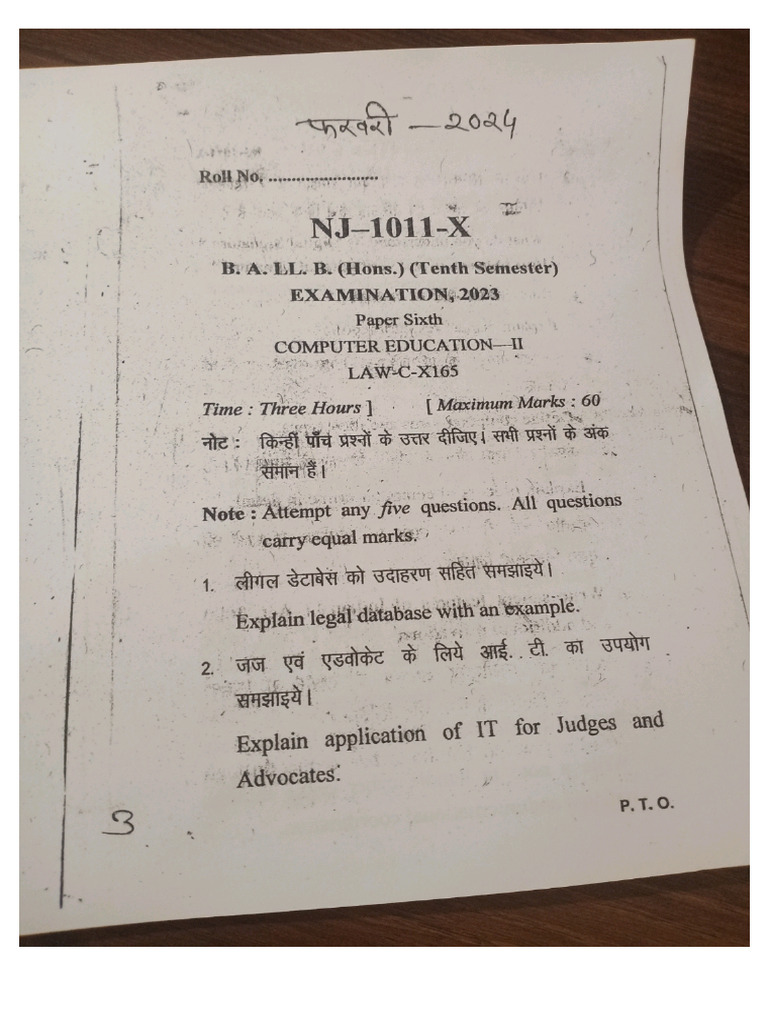 फरवरी – २०२४
Roll No. ........................
NJ–1011-X
B. A. LL. B. (Hons.) (Tenth Semester)
EXAMINATION, 2023
Paper Sixth
COMPUTER EDUCATION—II
LAW-C-X165
Time : Three Hours ] [ Maximum Marks : 60
नोट : किन्हीं पाँच प्रश्नों के उत्तर दीजिए। सभी प्रश्नों के अंक
समान हैं।
Note : Attempt any five questions. All questions
carry equal marks.
1. लीगल डेटाबेस को उदाहरण सहित समझाइये।
Explain legal database with an example.
2. जज एवं एडवोकेट के लिये आई. टी. का उपयोग
समझाइये।
Explain application of IT for Judges and
Advocates.
P. T. O.
3